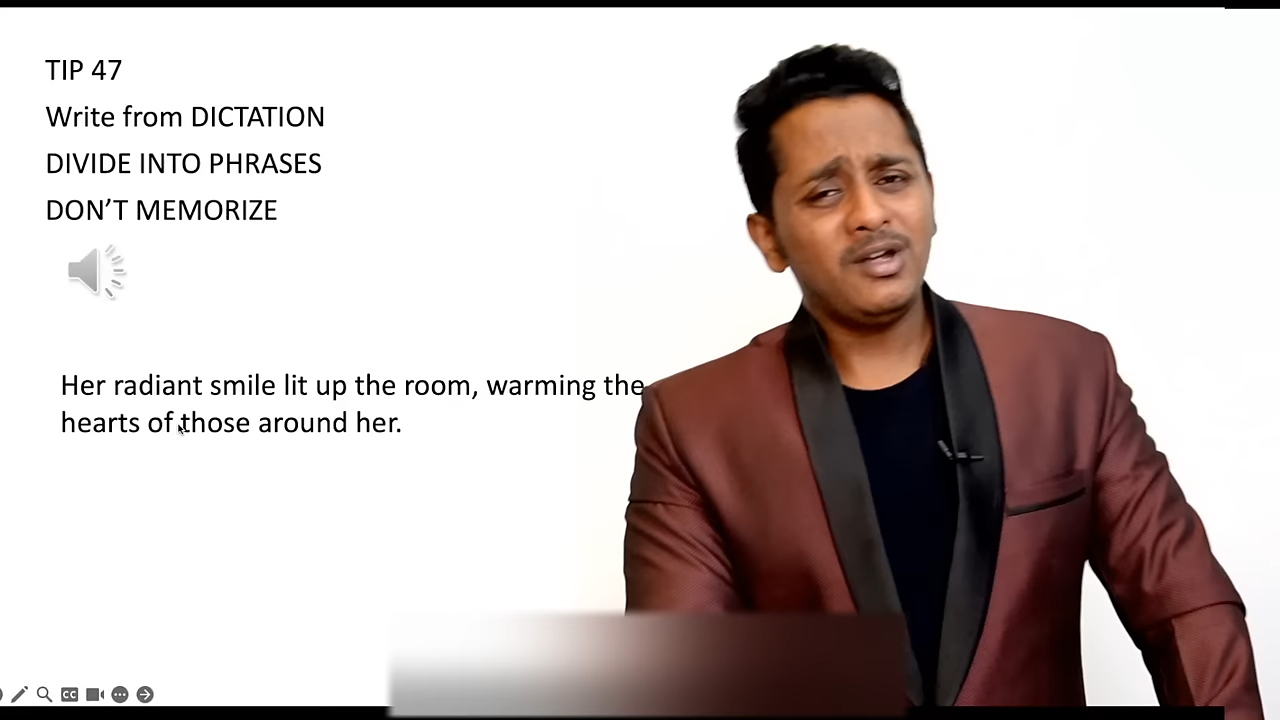 TIP 47
Write from DICTATION
DIVIDE INTO PHRASES
DON’T MEMORIZE
Her radiant smile lit up the room, warming the
hearts of those around her.
CC